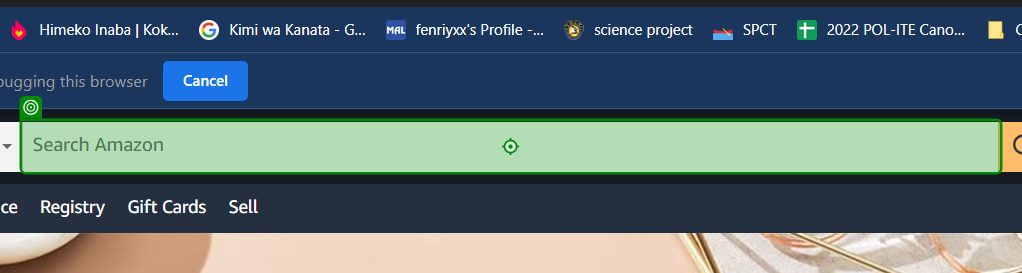 Himeko Inaba | Kok... Kimi wa Kanata - G... MAL fenriyxx's Profile -... science project SPCT 2022 POL-ITE Cano...
bugging this browser Cancel
Search Amazon
ce Registry Gift Cards Sell